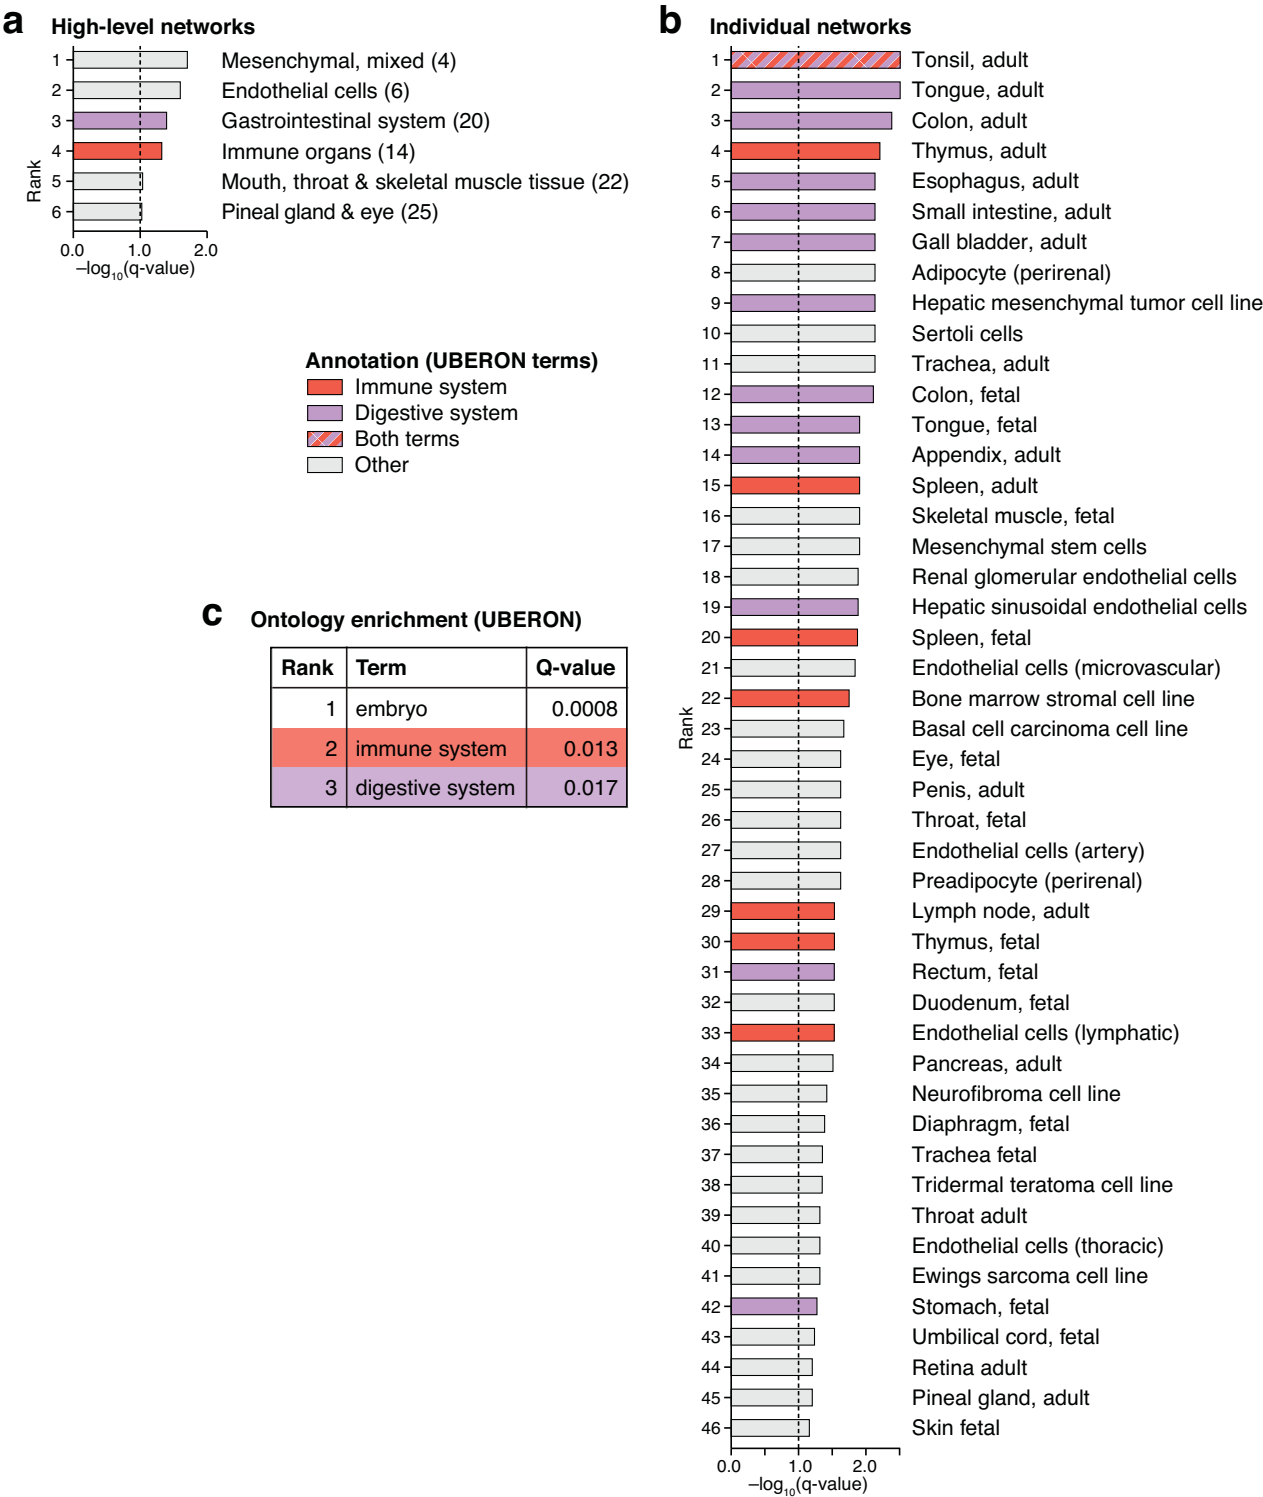 a High-level networks
1 Mesenchymal, mixed (4)
2 Endothelial cells (6)
3 Gastrointestinal system (20)
4 Immune organs (14)
5 Mouth, throat & skeletal muscle tissue (22)
6 Pineal gland & eye (25)
Rank
0.0 1.0 2.0
–log10(q-value)
Annotation (UBERON terms)
Immune system
Digestive system
Both terms
Other
c Ontology enrichment (UBERON)
Rank Term Q-value
1 embryo 0.0008
2 immune system 0.013
3 digestive system 0.017
b Individual networks
1 Tonsil, adult
2 Tongue, adult
3 Colon, adult
4 Thymus, adult
5 Esophagus, adult
6 Small intestine, adult
7 Gall bladder, adult
8 Adipocyte (perirenal)
9 Hepatic mesenchymal tumor cell line
10 Sertoli cells
11 Trachea, adult
12 Colon, fetal
13 Tongue, fetal
14 Appendix, adult
15 Spleen, adult
16 Skeletal muscle, fetal
17 Mesenchymal stem cells
18 Renal glomerular endothelial cells
19 Hepatic sinusoidal endothelial cells
20 Spleen, fetal
21 Endothelial cells (microvascular)
22 Bone marrow stromal cell line
23 Basal cell carcinoma cell line
24 Eye, fetal
25 Penis, adult
26 Throat, fetal
27 Endothelial cells (artery)
28 Preadipocyte (perirenal)
29 Lymph node, adult
30 Thymus, fetal
31 Rectum, fetal
32 Duodenum, fetal
33 Endothelial cells (lymphatic)
34 Pancreas, adult
35 Neurofibroma cell line
36 Diaphragm, fetal
37 Trachea fetal
38 Tridermal teratoma cell line
39 Throat adult
40 Endothelial cells (thoracic)
41 Ewings sarcoma cell line
42 Stomach, fetal
43 Umbilical cord, fetal
44 Retina adult
45 Pineal gland, adult
46 Skin fetal
Rank
0.0 1.0 2.0
–log10(q-value)